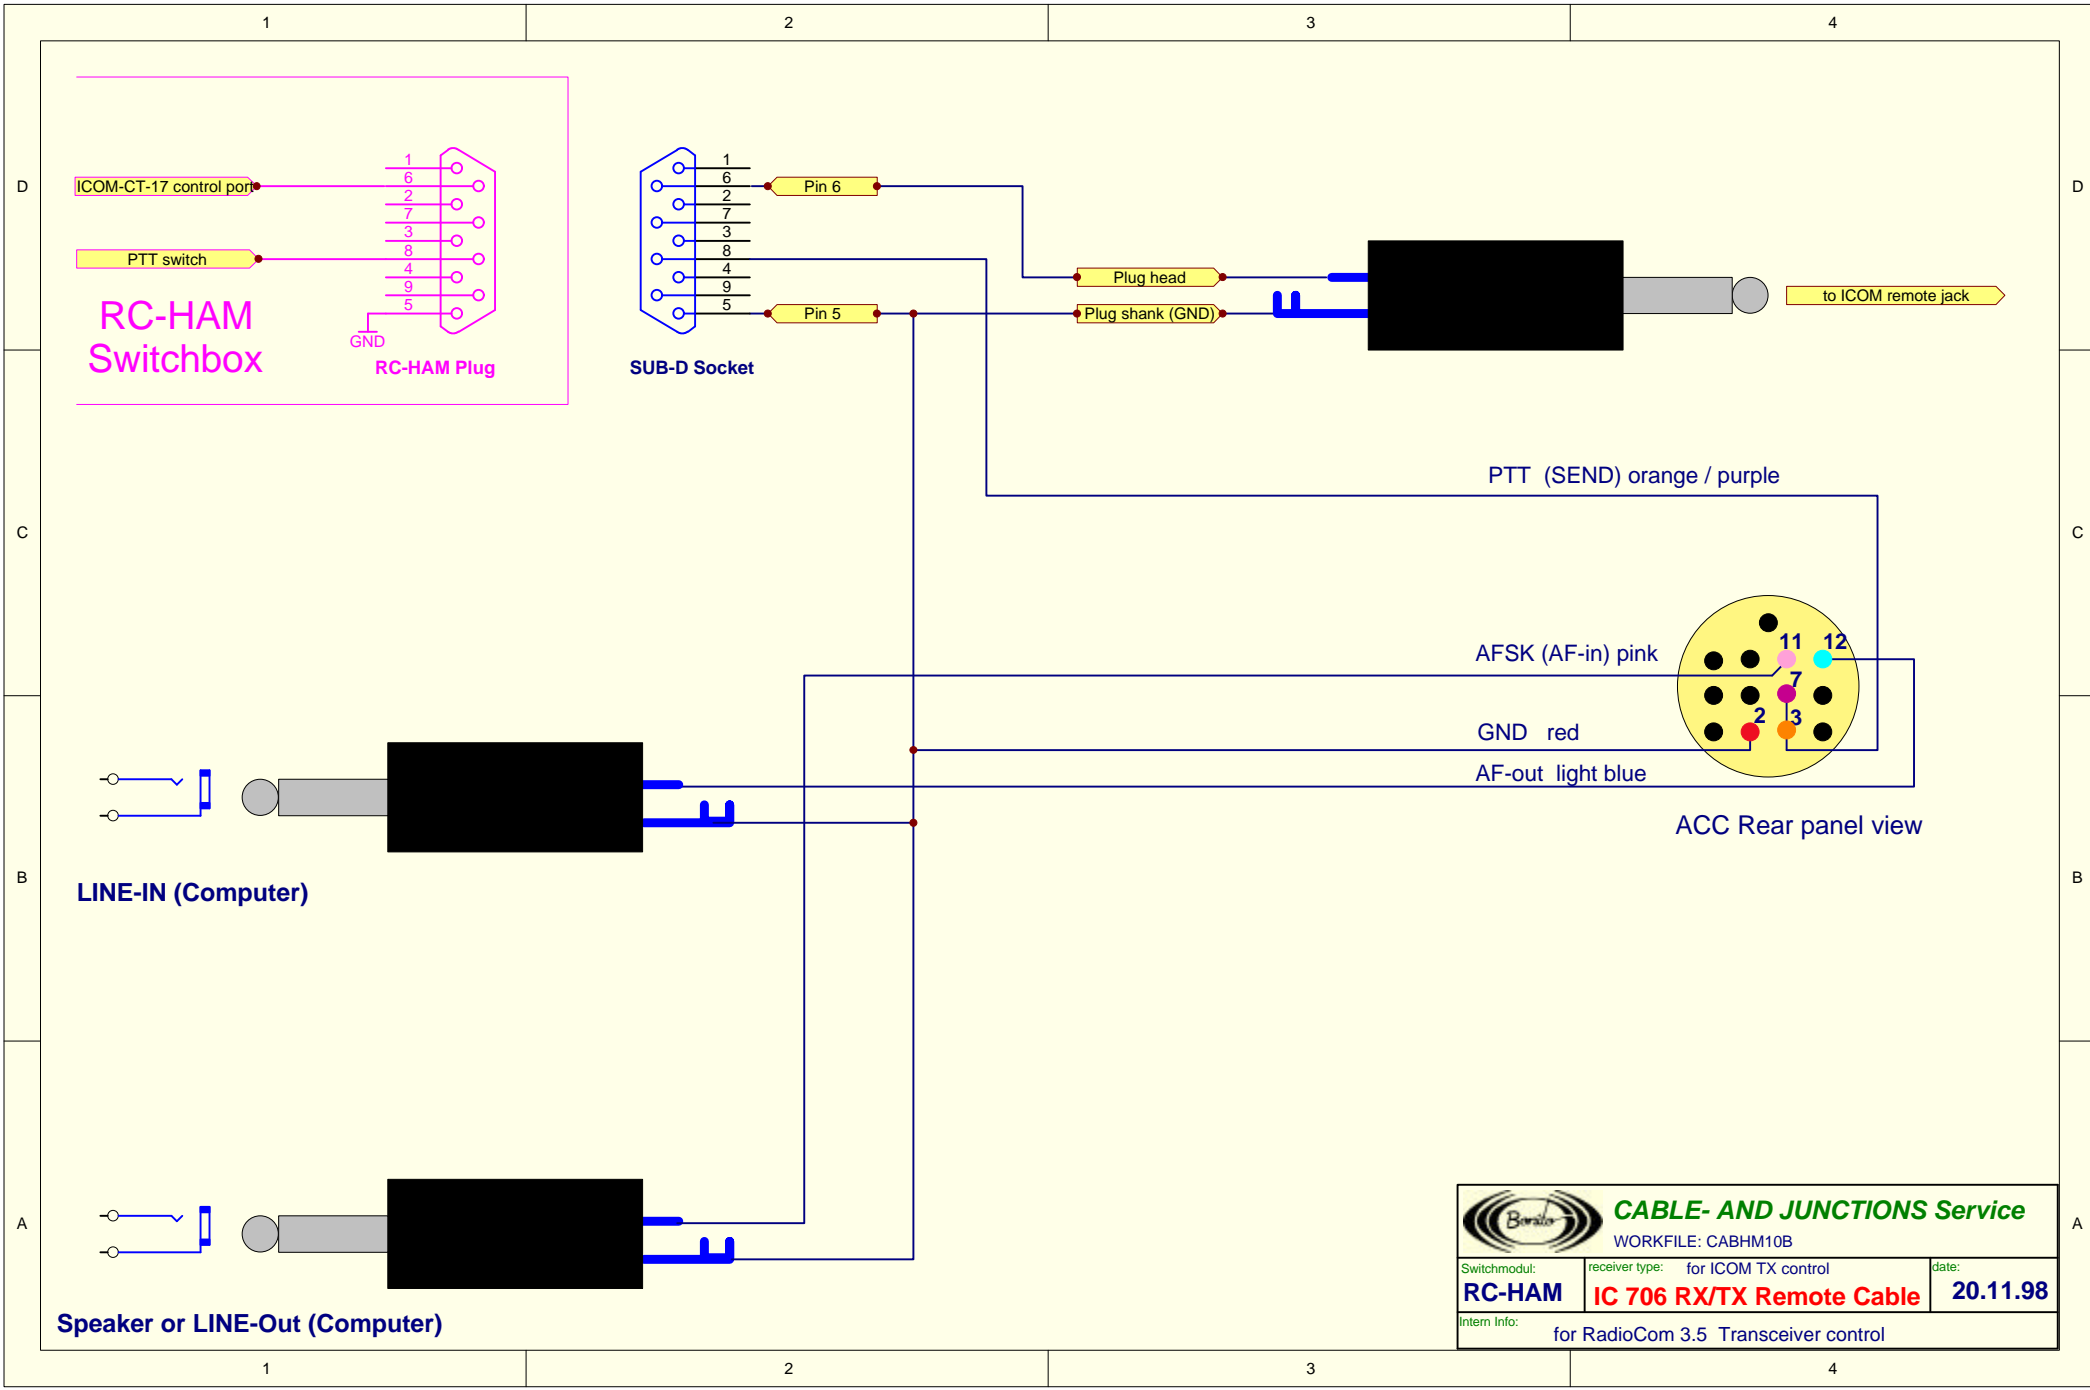 1 2 3 4
D D
C C
B B
A A
ICOM-CT-17 control port
PTT switch
RC-HAM
Switchbox
1
6
2
7
3
8
4
9
5
GND
RC-HAM Plug
1
6
2
7
3
8
4
9
5
SUB-D Socket
Pin 6
Pin 5
Plug head
Plug shank (GND)
to ICOM remote jack
PTT (SEND) orange / purple
AFSK (AF-in) pink
11 12
7
2 3
GND red
AF-out light blue
ACC Rear panel view
LINE-IN (Computer)
Speaker or LINE-Out (Computer)
Bonito
CABLE- AND JUNCTIONS Service
WORKFILE: CABHM10B
Switchmodul:
RC-HAM
receiver type: for ICOM TX control
IC 706 RX/TX Remote Cable
date:
20.11.98
Intern Info:
for RadioCom 3.5 Transceiver control
1 2 3 4